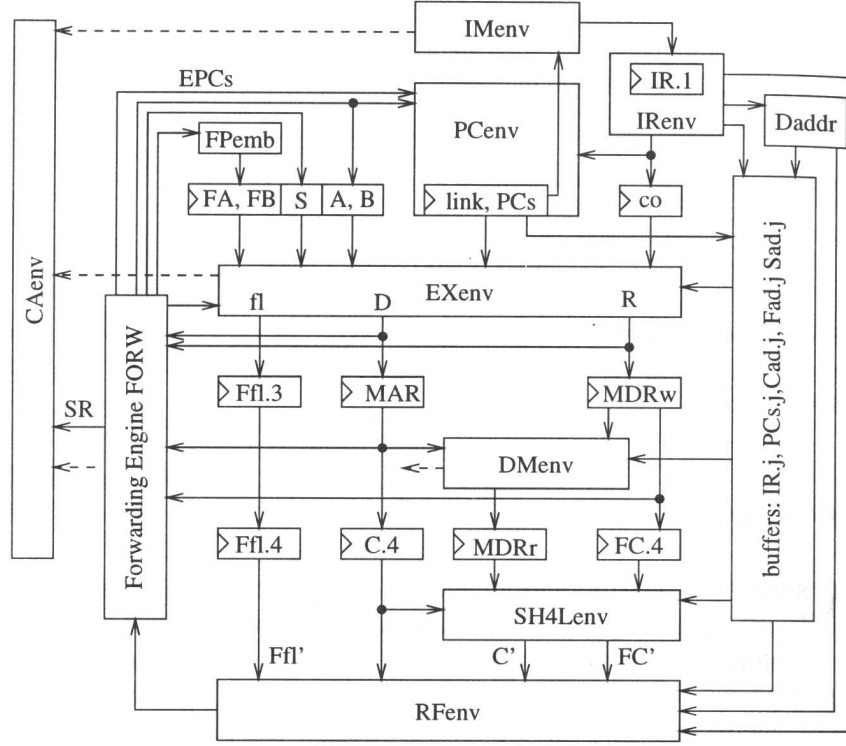 IMenv
EPCs
IR.1
IRenv
Daddr
FPemb
PCenv
FA, FB
S
A, B
link, PCs
co
CAenv
EXenv
fl
D
R
Forwarding Engine FORW
buffers: IR.j, PCs.j,Cad.j, Fad.j Sad.j
SR
Ffl.3
MAR
MDRw
DMenv
Ffl.4
C.4
MDRr
FC.4
SH4Lenv
Ffl'
C'
FC'
RFenv